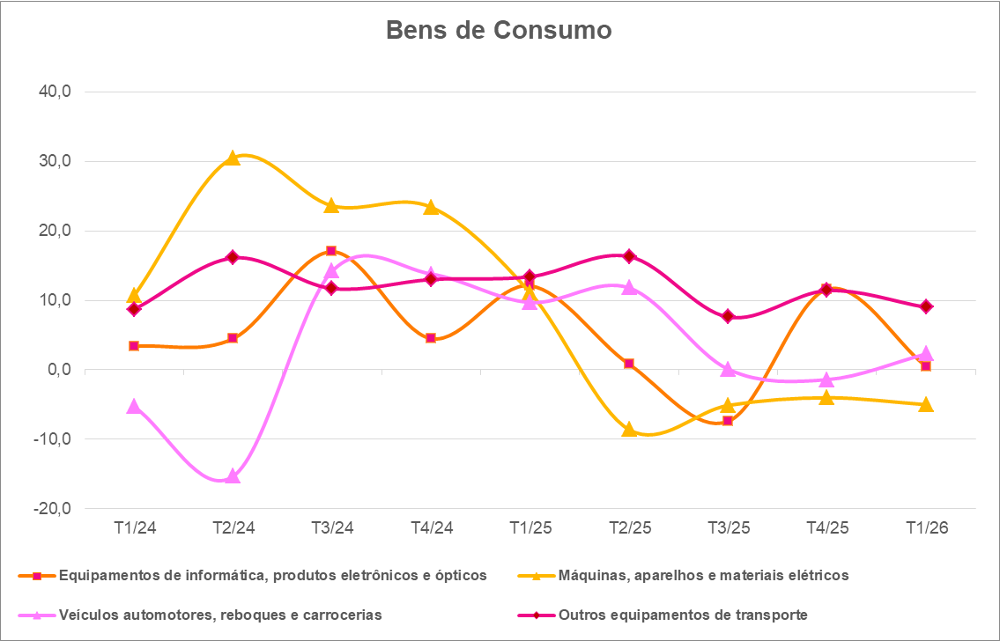 Bens de Consumo
40,0
30,0
20,0
10,0
0,0
-10,0
-20,0
T1/24 T2/24 T3/24 T4/24 T1/25 T2/25 T3/25 T4/25 T1/26
Equipamentos de informática, produtos eletrônicos e ópticos Máquinas, aparelhos e materiais elétricos
Veículos automotores, reboques e carrocerias Outros equipamentos de transporte